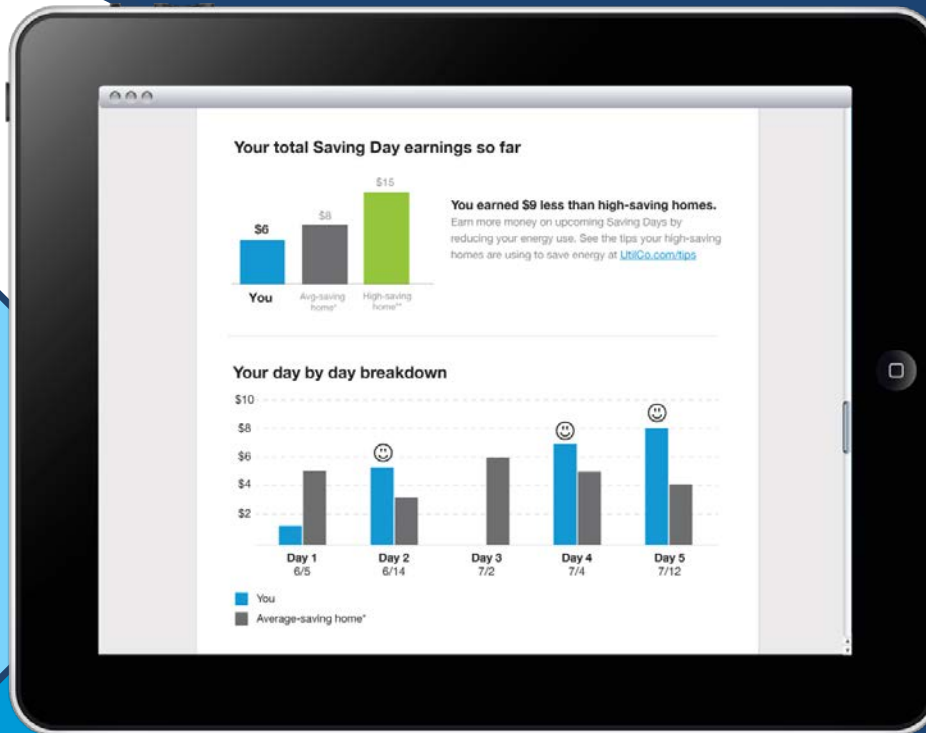 Your total Saving Day earnings so far
$6
$8
$15
You
Avg-saving
home*
High-saving
home**
You earned $9 less than high-saving homes.
Earn more money on upcoming Saving Days by
reducing your energy use. See the tips your high-saving
homes are using to save energy at UtilCo.com/tips
Your day by day breakdown
$10
$8
$6
$4
$2
Day 1
6/5
Day 2
6/14
Day 3
7/2
Day 4
7/4
Day 5
7/12
You
Average-saving home*